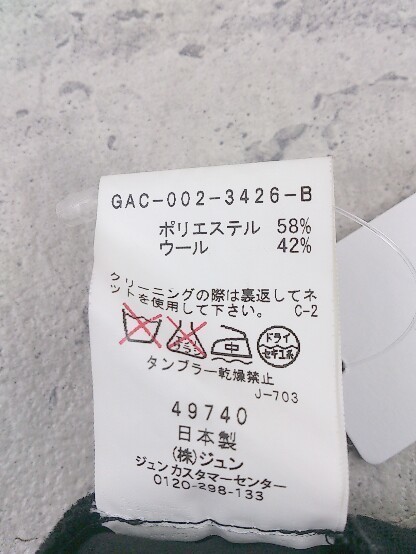 GAC-002-3426-B
ポリエステル 58%
ウール 42%
クリーニングの際は裏返してネ
ットを使用して下さい。 C-2
中 ドライ セキユ系
タンブラー乾燥禁止
J-703
49740
日本製
(株)ジュン
ジュンカスタマーセンター
0120-298-133